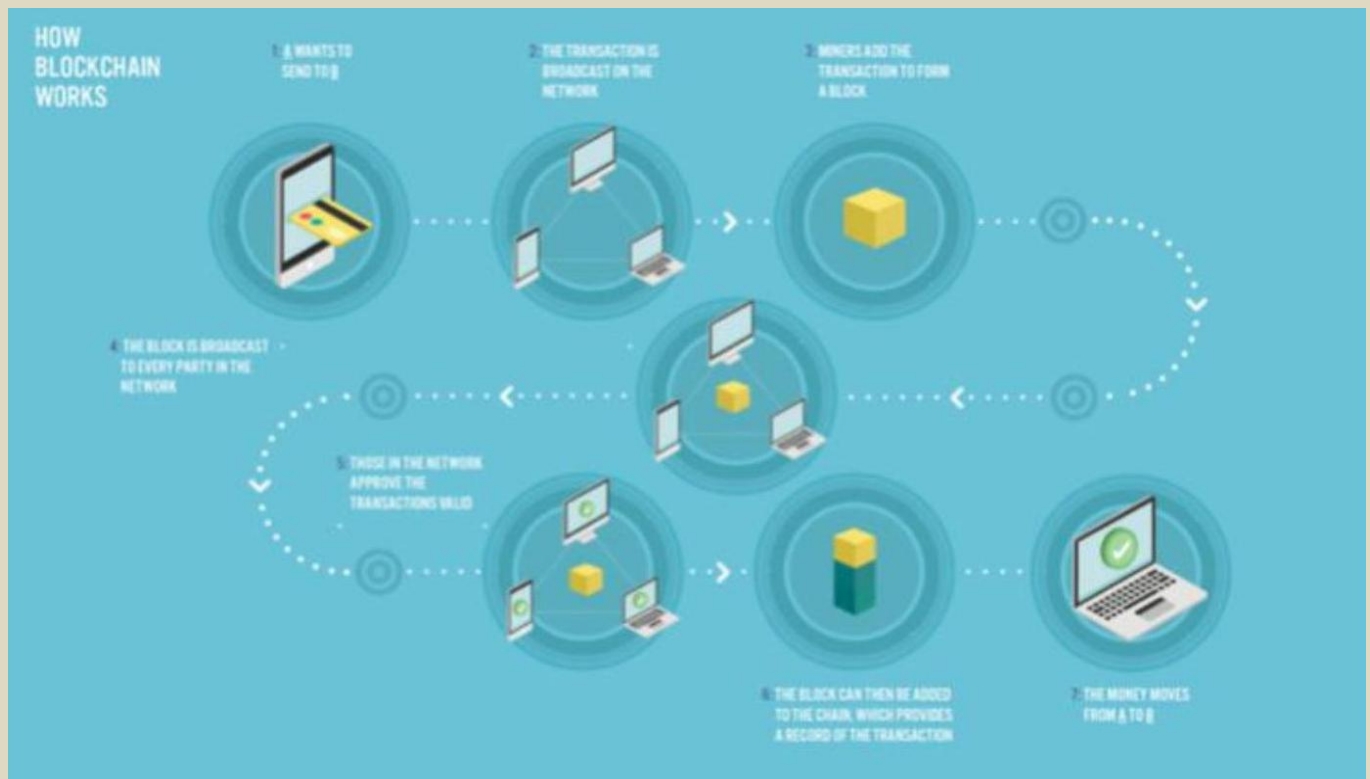 HOW
BLOCKCHAIN
WORKS
1: A WANTS TO
SEND TO B
2: THE TRANSACTION IS
BROADCAST ON THE
NETWORK
3: MINERS ADD THE
TRANSACTION TO FORM
A BLOCK
4: THE BLOCK IS BROADCAST
TO EVERY PARTY IN THE
NETWORK
5: THOSE IN THE NETWORK
APPROVE THE
TRANSACTIONS VALID
6: THE BLOCK CAN THEN BE ADDED
TO THE CHAIN, WHICH PROVIDES
A RECORD OF THE TRANSACTION
7: THE MONEY MOVES
FROM A TO B